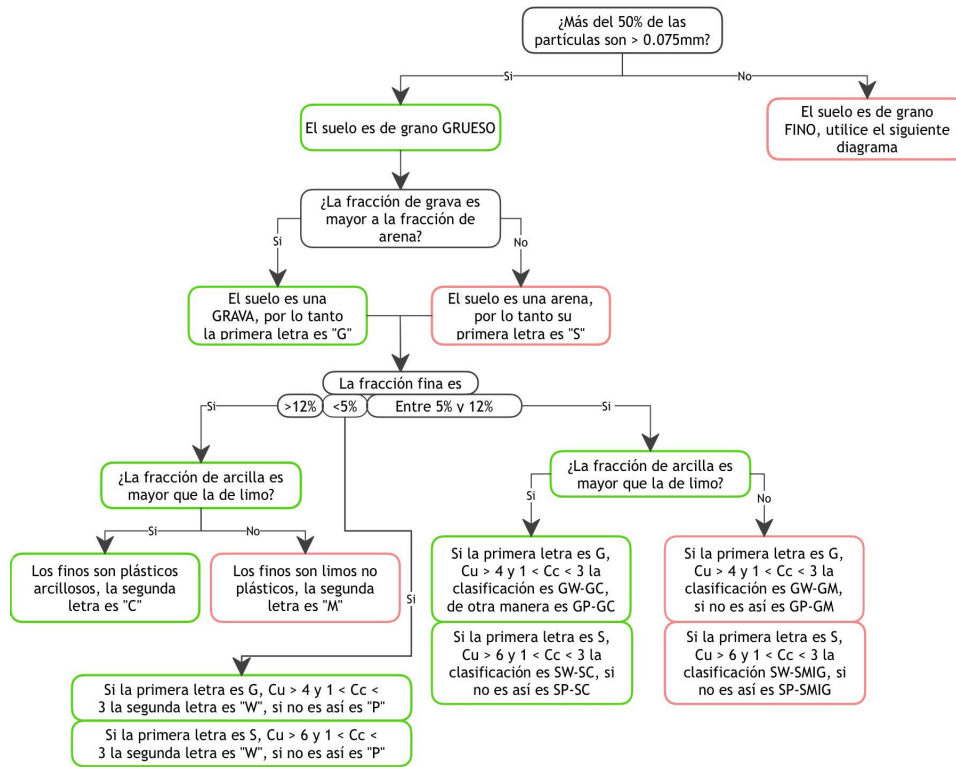 ¿Más del 50% de las
partículas son > 0.075mm?
Si
No
El suelo es de grano GRUESO
El suelo es de grano
FINO, utilice el siguiente
diagrama
¿La fracción de grava es
mayor a la fracción de
arena?
Si
No
El suelo es una
GRAVA, por lo tanto
la primera letra es "G"
El suelo es una arena,
por lo tanto su
primera letra es "S"
La fracción fina es
Si
>12%
<5%
Entre 5% y 12%
Si
¿La fracción de arcilla es
mayor que la de limo?
¿La fracción de arcilla es
mayor que la de limo?
Si
No
Si
No
Los finos son plásticos
arcillosos, la segunda
letra es "C"
Los finos son limos no
plásticos, la segunda
letra es "M"
Si
Si la primera letra es G,
Cu > 4 y 1 < Cc < 3 la
clasificación es GW-GC,
de otra manera es GP-GC
Si la primera letra es G,
Cu > 4 y 1 < Cc < 3 la
clasificación es GW-GM,
si no es así es GP-GM
Si la primera letra es S,
Cu > 6 y 1 < Cc < 3 la
clasificación es SW-SC, si
no es así es SP-SC
Si la primera letra es S,
Cu > 6 y 1 < Cc < 3 la
clasificación SW-SMIG, si
no es así es SP-SMIG
Si la primera letra es G, Cu > 4 y 1 < Cc <
3 la segunda letra es "W", si no es así es "P"
Si la primera letra es S, Cu > 6 y 1 < Cc <
3 la segunda letra es "W", si no es así es "P"